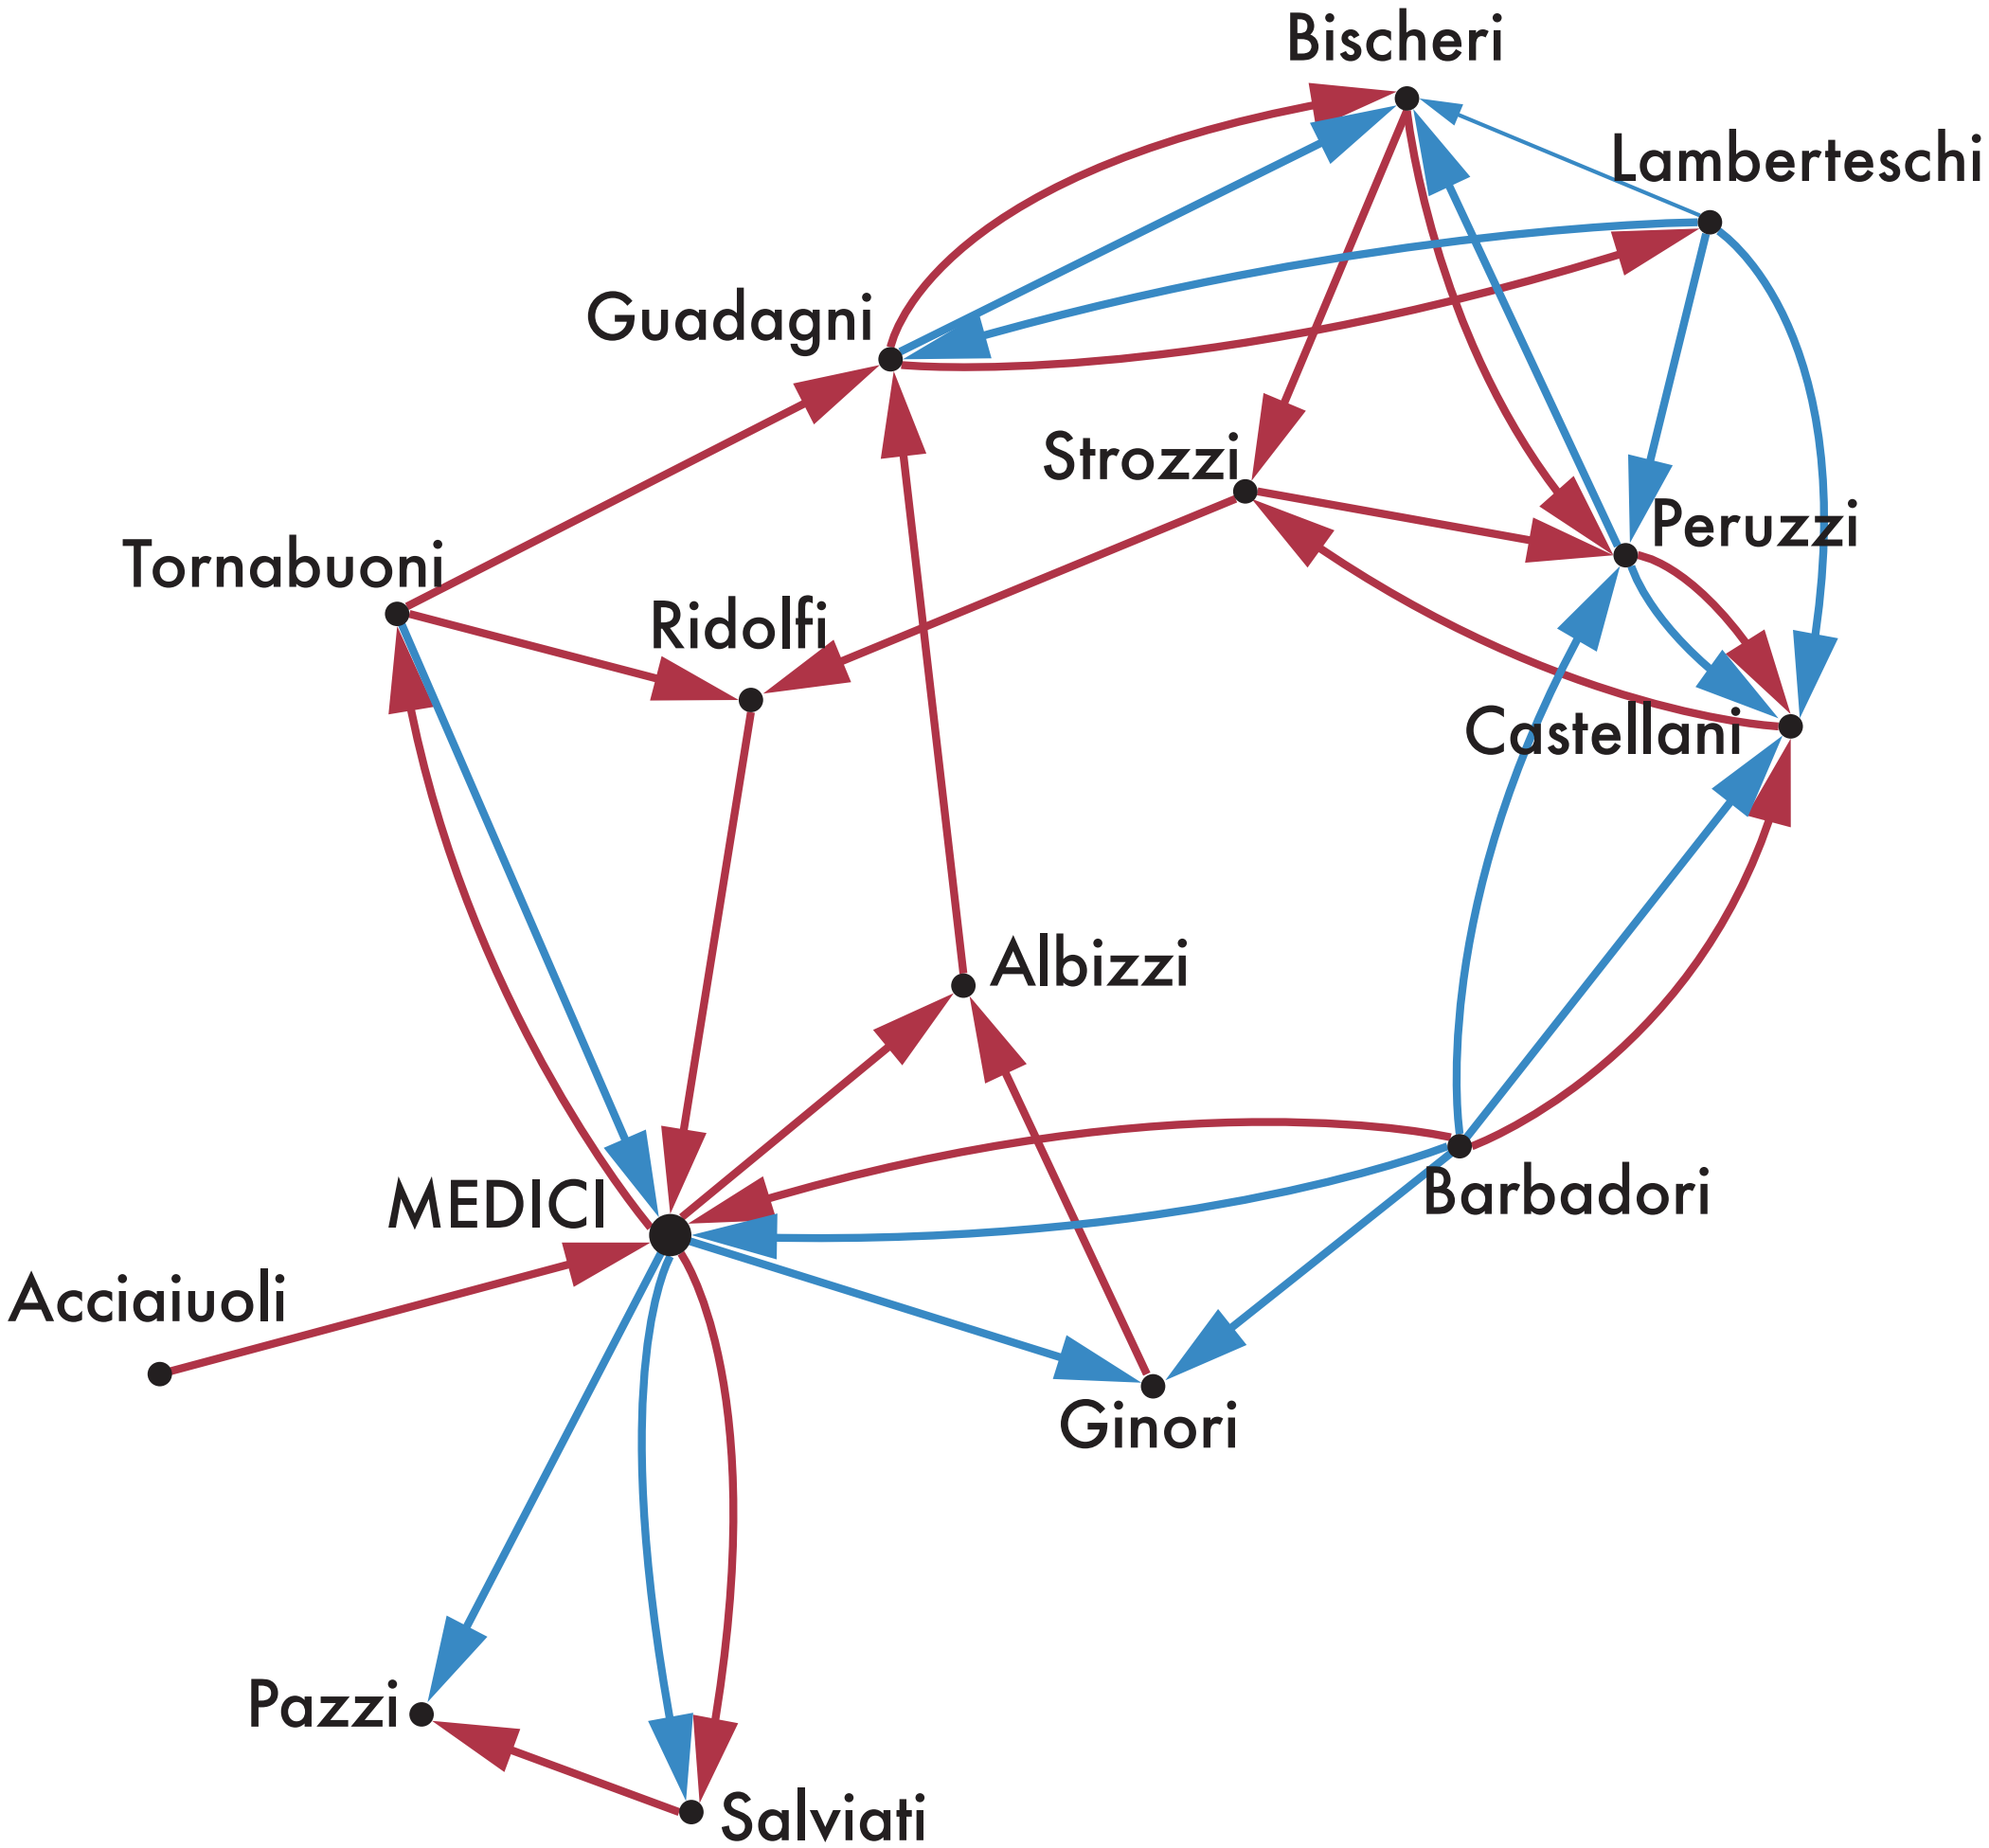 Bischeri
Lamberteschi
Guadagni
Strozzi
Peruzzi
Tornabuoni
Ridolfi
Castellani
Albizzi
MEDICI
Barbadori
Acciaiuoli
Ginori
Pazzi
Salviati